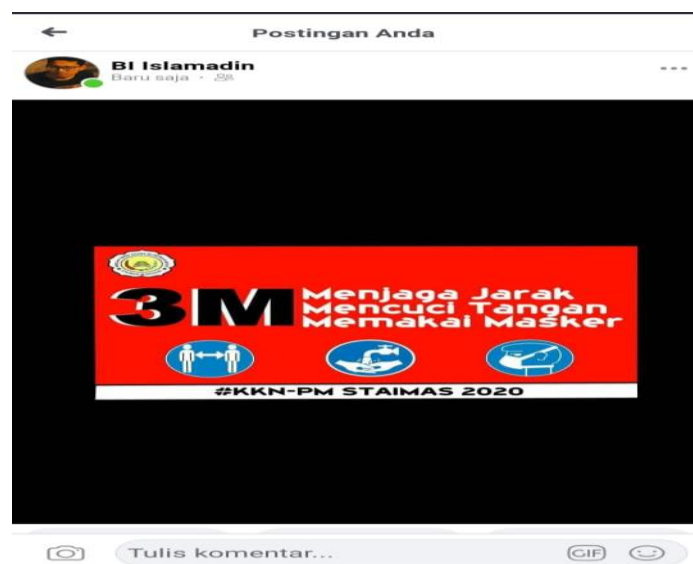 Postingan Anda
BI Islamadin
Baru saja
3M
Menjaga Jarak
Mencuci Tangan
Memakai Masker
#KKN-PM STAIMAS 2020
Tulis komentar...
GIF